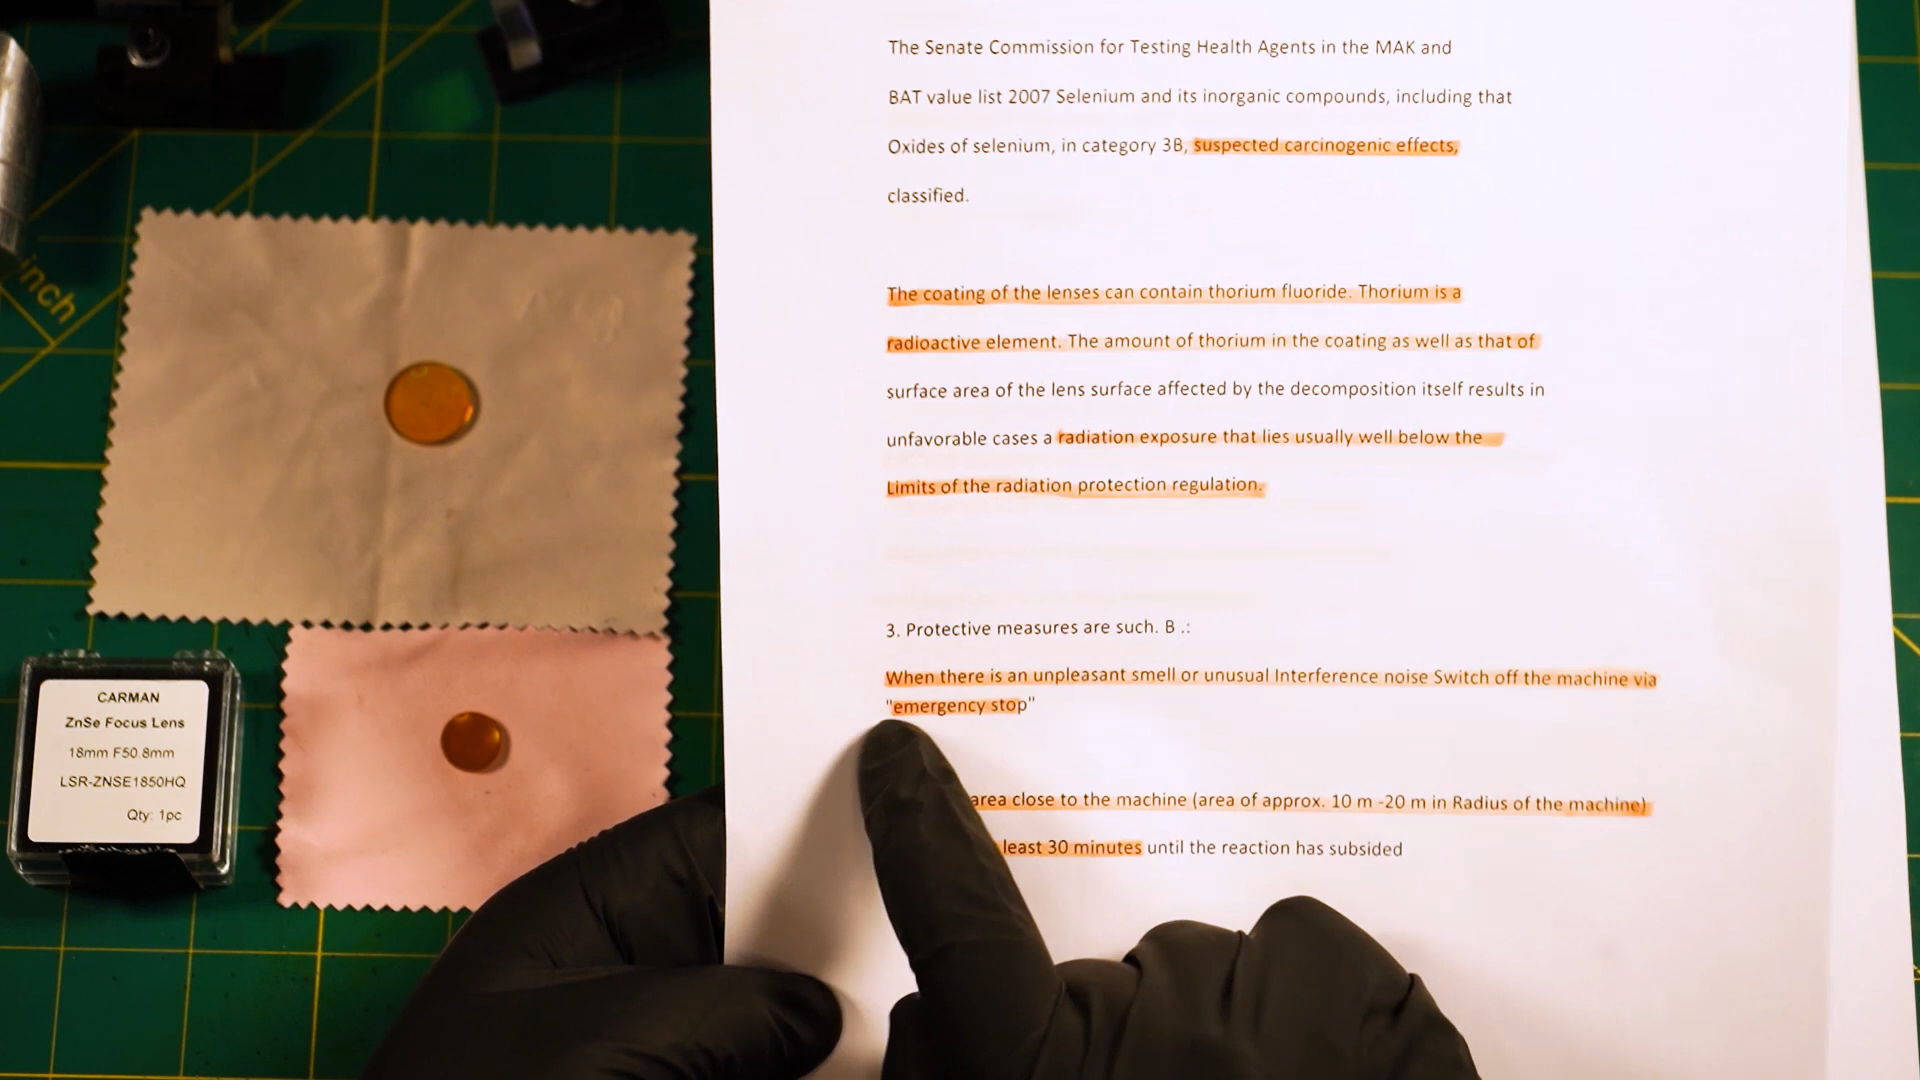 The Senate Commission for Testing Health Agents in the MAK and
BAT value list 2007 Selenium and its inorganic compounds, including that
Oxides of selenium, in category 3B, suspected carcinogenic effects,
classified.
The coating of the lenses can contain thorium fluoride. Thorium is a
radioactive element. The amount of thorium in the coating as well as that of
surface area of the lens surface affected by the decomposition itself results in
unfavorable cases a radiation exposure that lies usually well below the
Limits of the radiation protection regulation.
3. Protective measures are such. B .:
When there is an unpleasant smell or unusual Interference noise Switch off the machine via
"emergency stop"
area close to the machine (area of approx. 10 m -20 m in Radius of the machine)
least 30 minutes until the reaction has subsided
inch
CARMAN
ZnSe Focus Lens
18mm F50.8mm
LSR-ZNSE1850HQ
Qty: 1pc